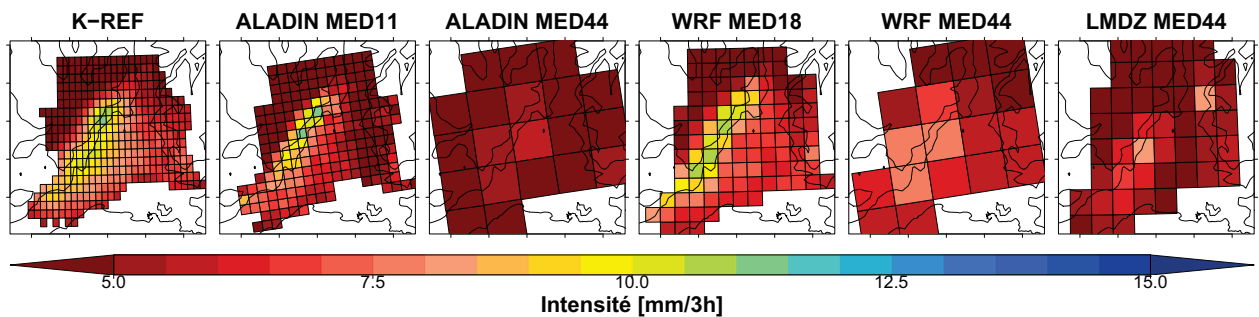 K−REF ALADIN MED11 ALADIN MED44 WRF MED18 WRF MED44 LMDZ MED44
5.0 7.5 10.0 12.5 15.0
Intensité [mm/3h]